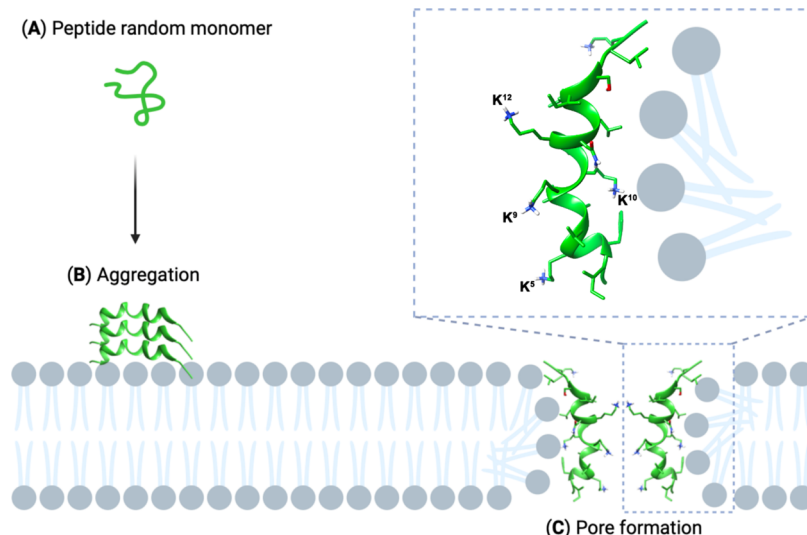 (A) Peptide random monomer
K¹²
K¹⁰
K⁹
(B) Aggregation
K⁵
(C) Pore formation